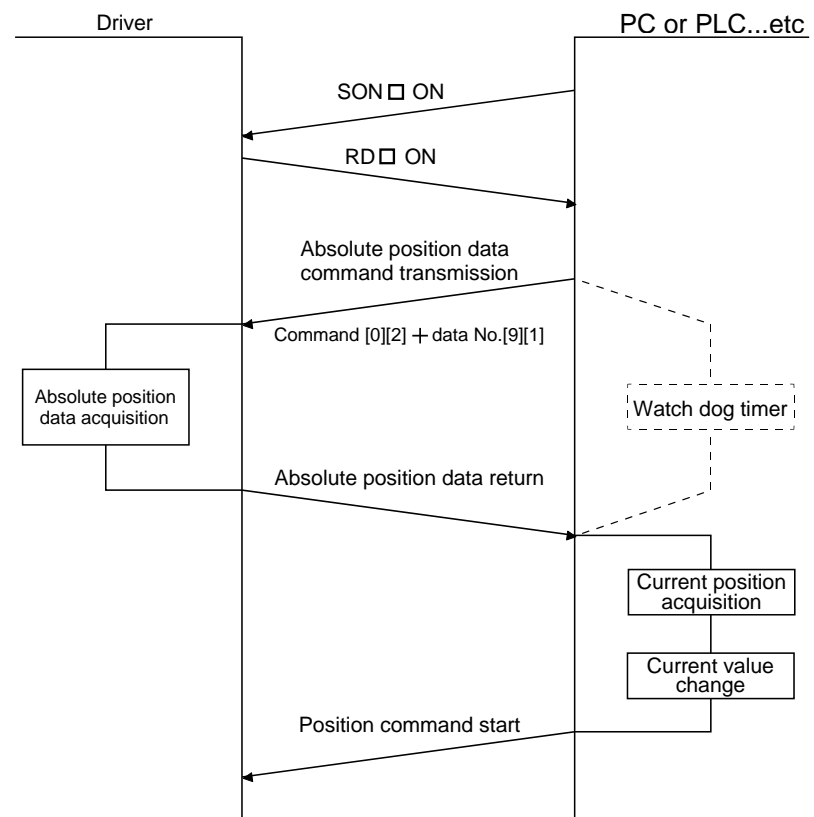 Driver
PC or PLC...etc
SON□ ON
RD□ ON
Absolute position data
command transmission
Command [0][2] + data No.[9][1]
Absolute position
data acquisition
Watch dog timer
Absolute position data return
Current position
acquisition
Current value
change
Position command start